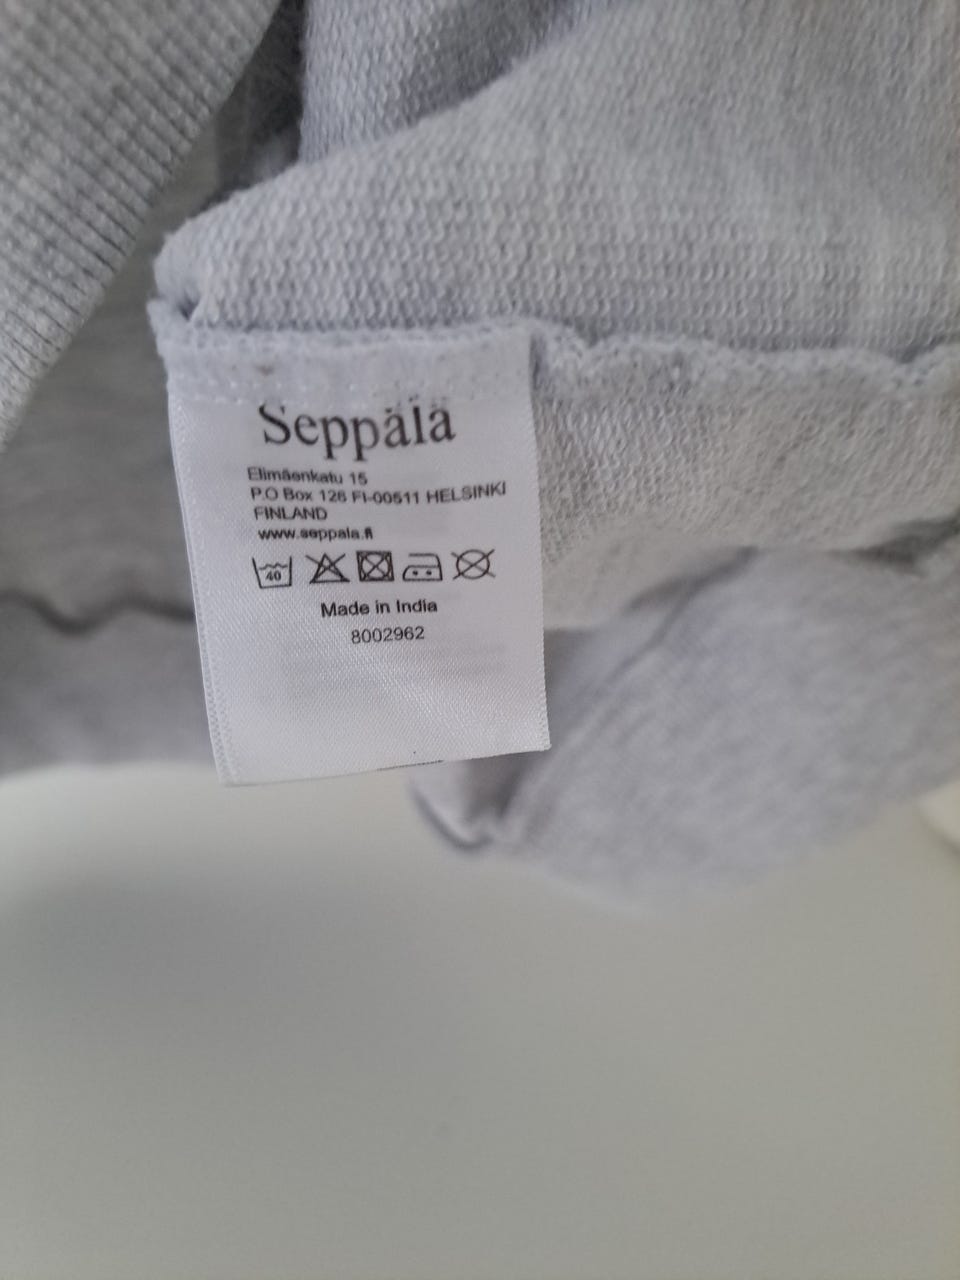 Seppälä
Elimäenkatu 15
P.O Box 126 FI-00511 HELSINKI
FINLAND
www.seppala.fi
40
Made in India
8002962